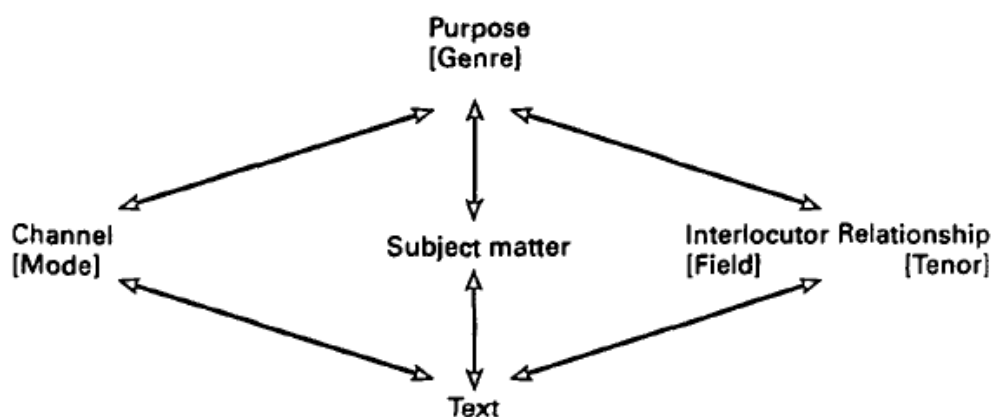 Purpose
[Genre]
Channel
[Mode]
Subject matter
Interlocutor Relationship
[Field] [Tenor]
Text